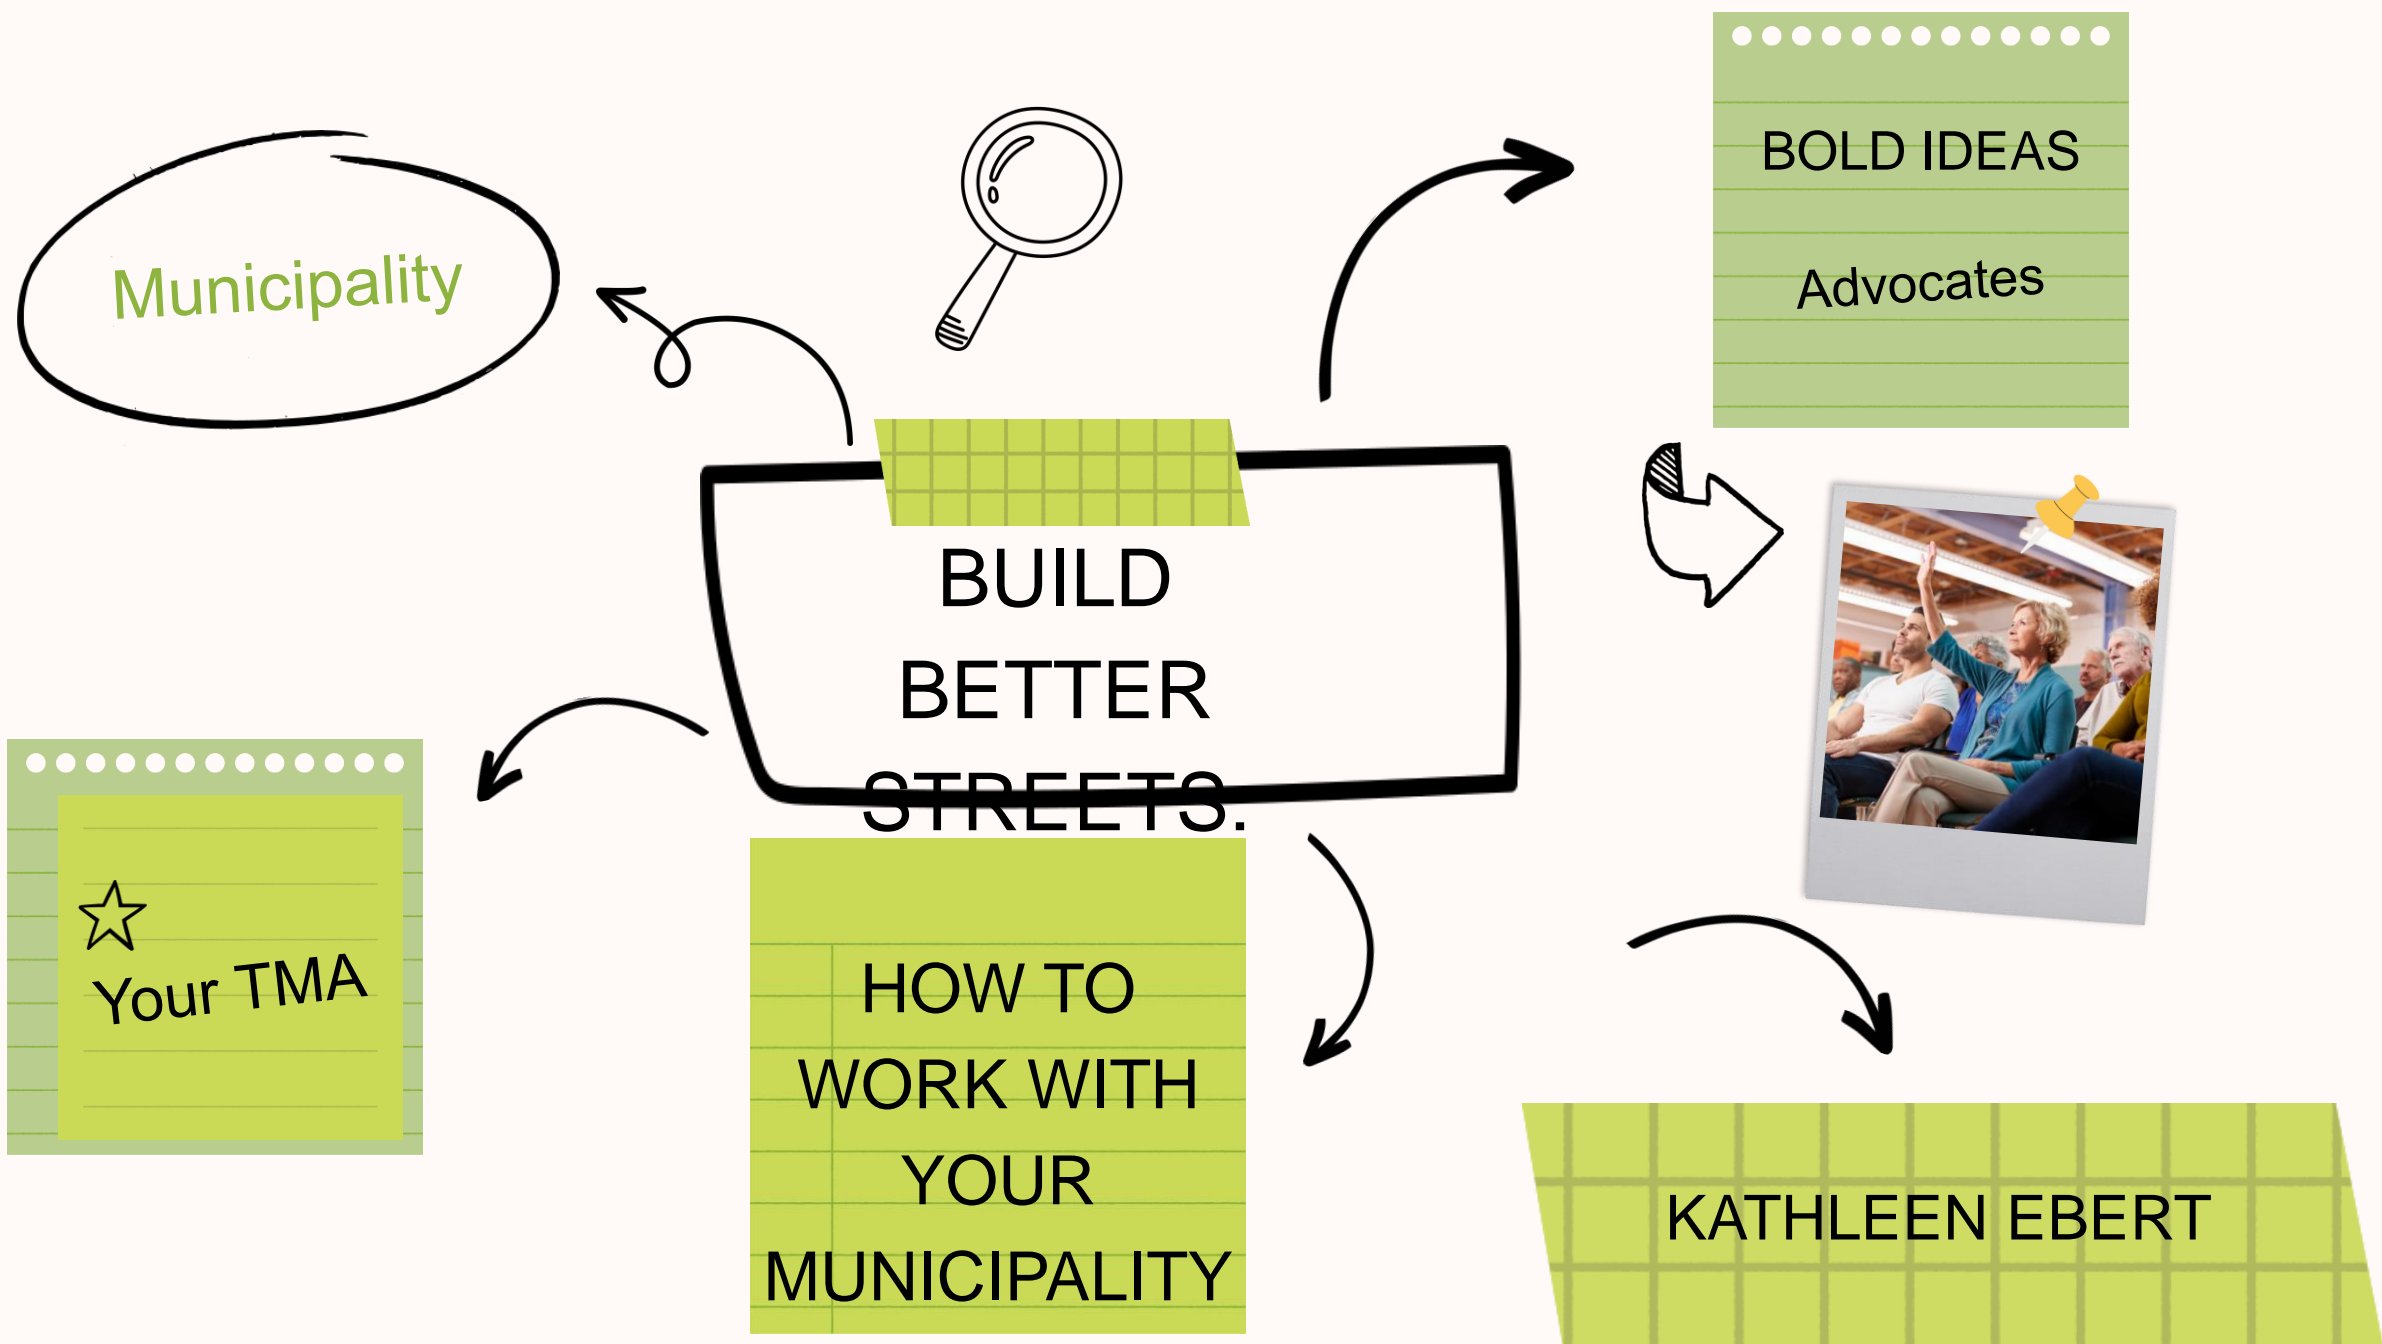 Municipality
BOLD IDEAS
Advocates
BUILD
BETTER
STREETS.
Your TMA
HOW TO
WORK WITH
YOUR
MUNICIPALITY
KATHLEEN EBERT